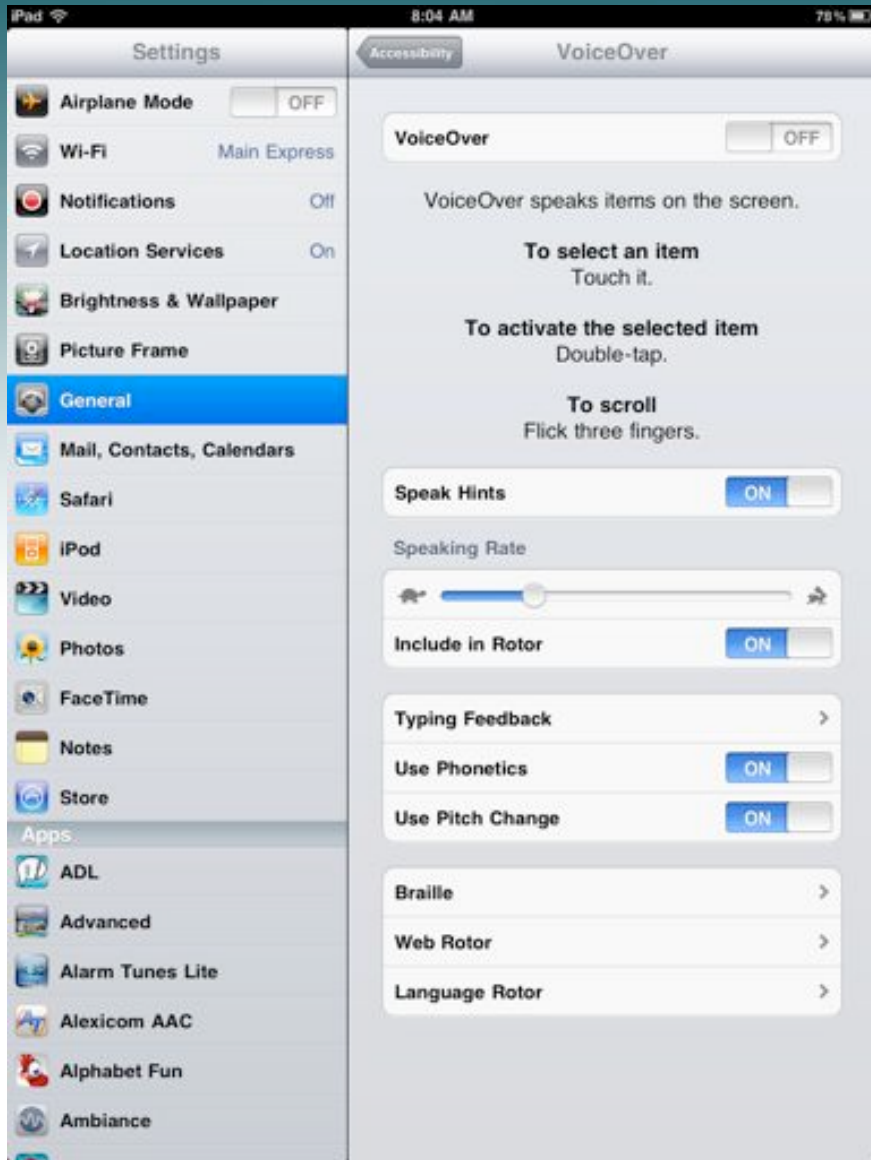 iPad 8:04 AM 78%
Settings
Airplane Mode OFF
Wi-Fi Main Express
Notifications Off
Location Services On
Brightness & Wallpaper
Picture Frame
General
Mail, Contacts, Calendars
Safari
iPod
Video
Photos
FaceTime
Notes
Store
Apps
ADL
Advanced
Alarm Tunes Lite
Alexicom AAC
Alphabet Fun
Ambiance
Accessibility VoiceOver
VoiceOver OFF
VoiceOver speaks items on the screen.
To select an item
Touch it.
To activate the selected item
Double-tap.
To scroll
Flick three fingers.
Speak Hints ON
Speaking Rate
Include in Rotor ON
Typing Feedback
Use Phonetics ON
Use Pitch Change ON
Braille
Web Rotor
Language Rotor